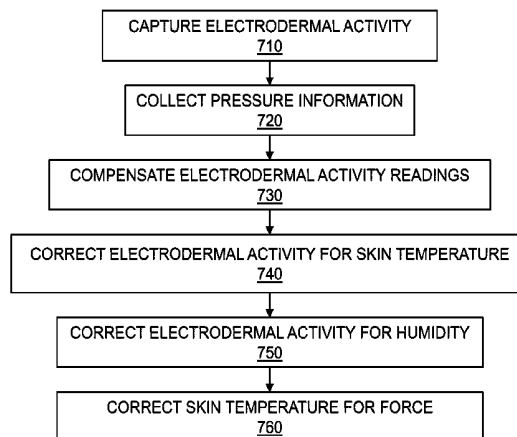 CAPTURE ELECTRODERMAL ACTIVITY
710
COLLECT PRESSURE INFORMATION
720
COMPENSATE ELECTRODERMAL ACTIVITY READINGS
730
CORRECT ELECTRODERMAL ACTIVITY FOR SKIN TEMPERATURE
740
CORRECT ELECTRODERMAL ACTIVITY FOR HUMIDITY
750
CORRECT SKIN TEMPERATURE FOR FORCE
760